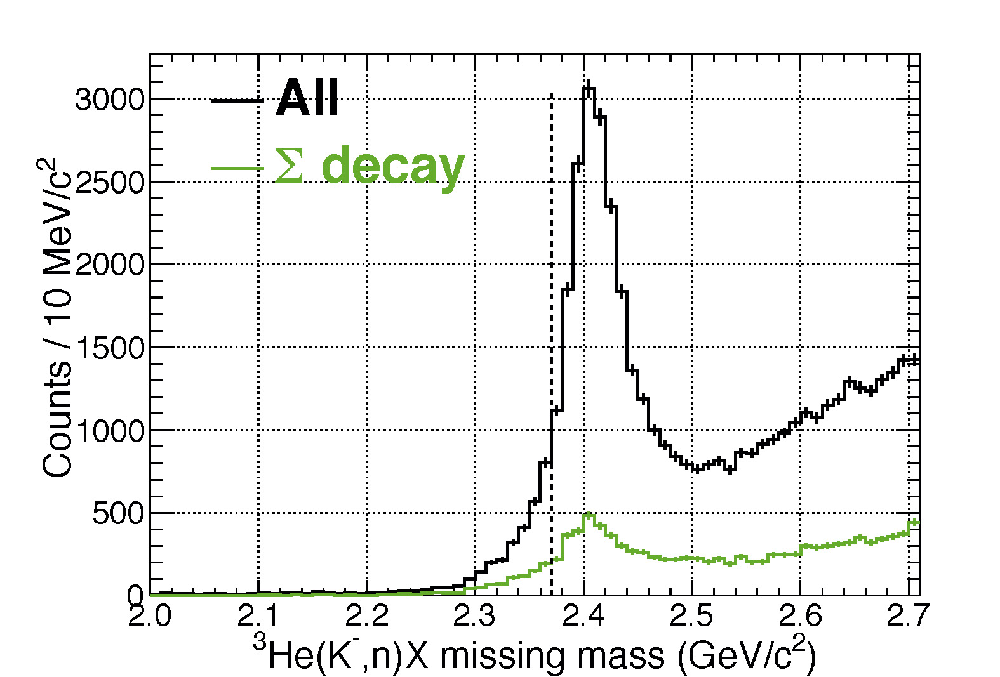 All
Σ decay
Counts / 10 MeV/c²
3000
2500
2000
1500
1000
500
0
2.0 2.1 2.2 2.3 2.4 2.5 2.6 2.7
³He(K⁻,n)X missing mass (GeV/c²)